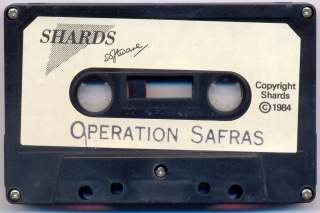 SHARDS
software
Copyright
Shards
© 1984
OPERATION SAFRAS